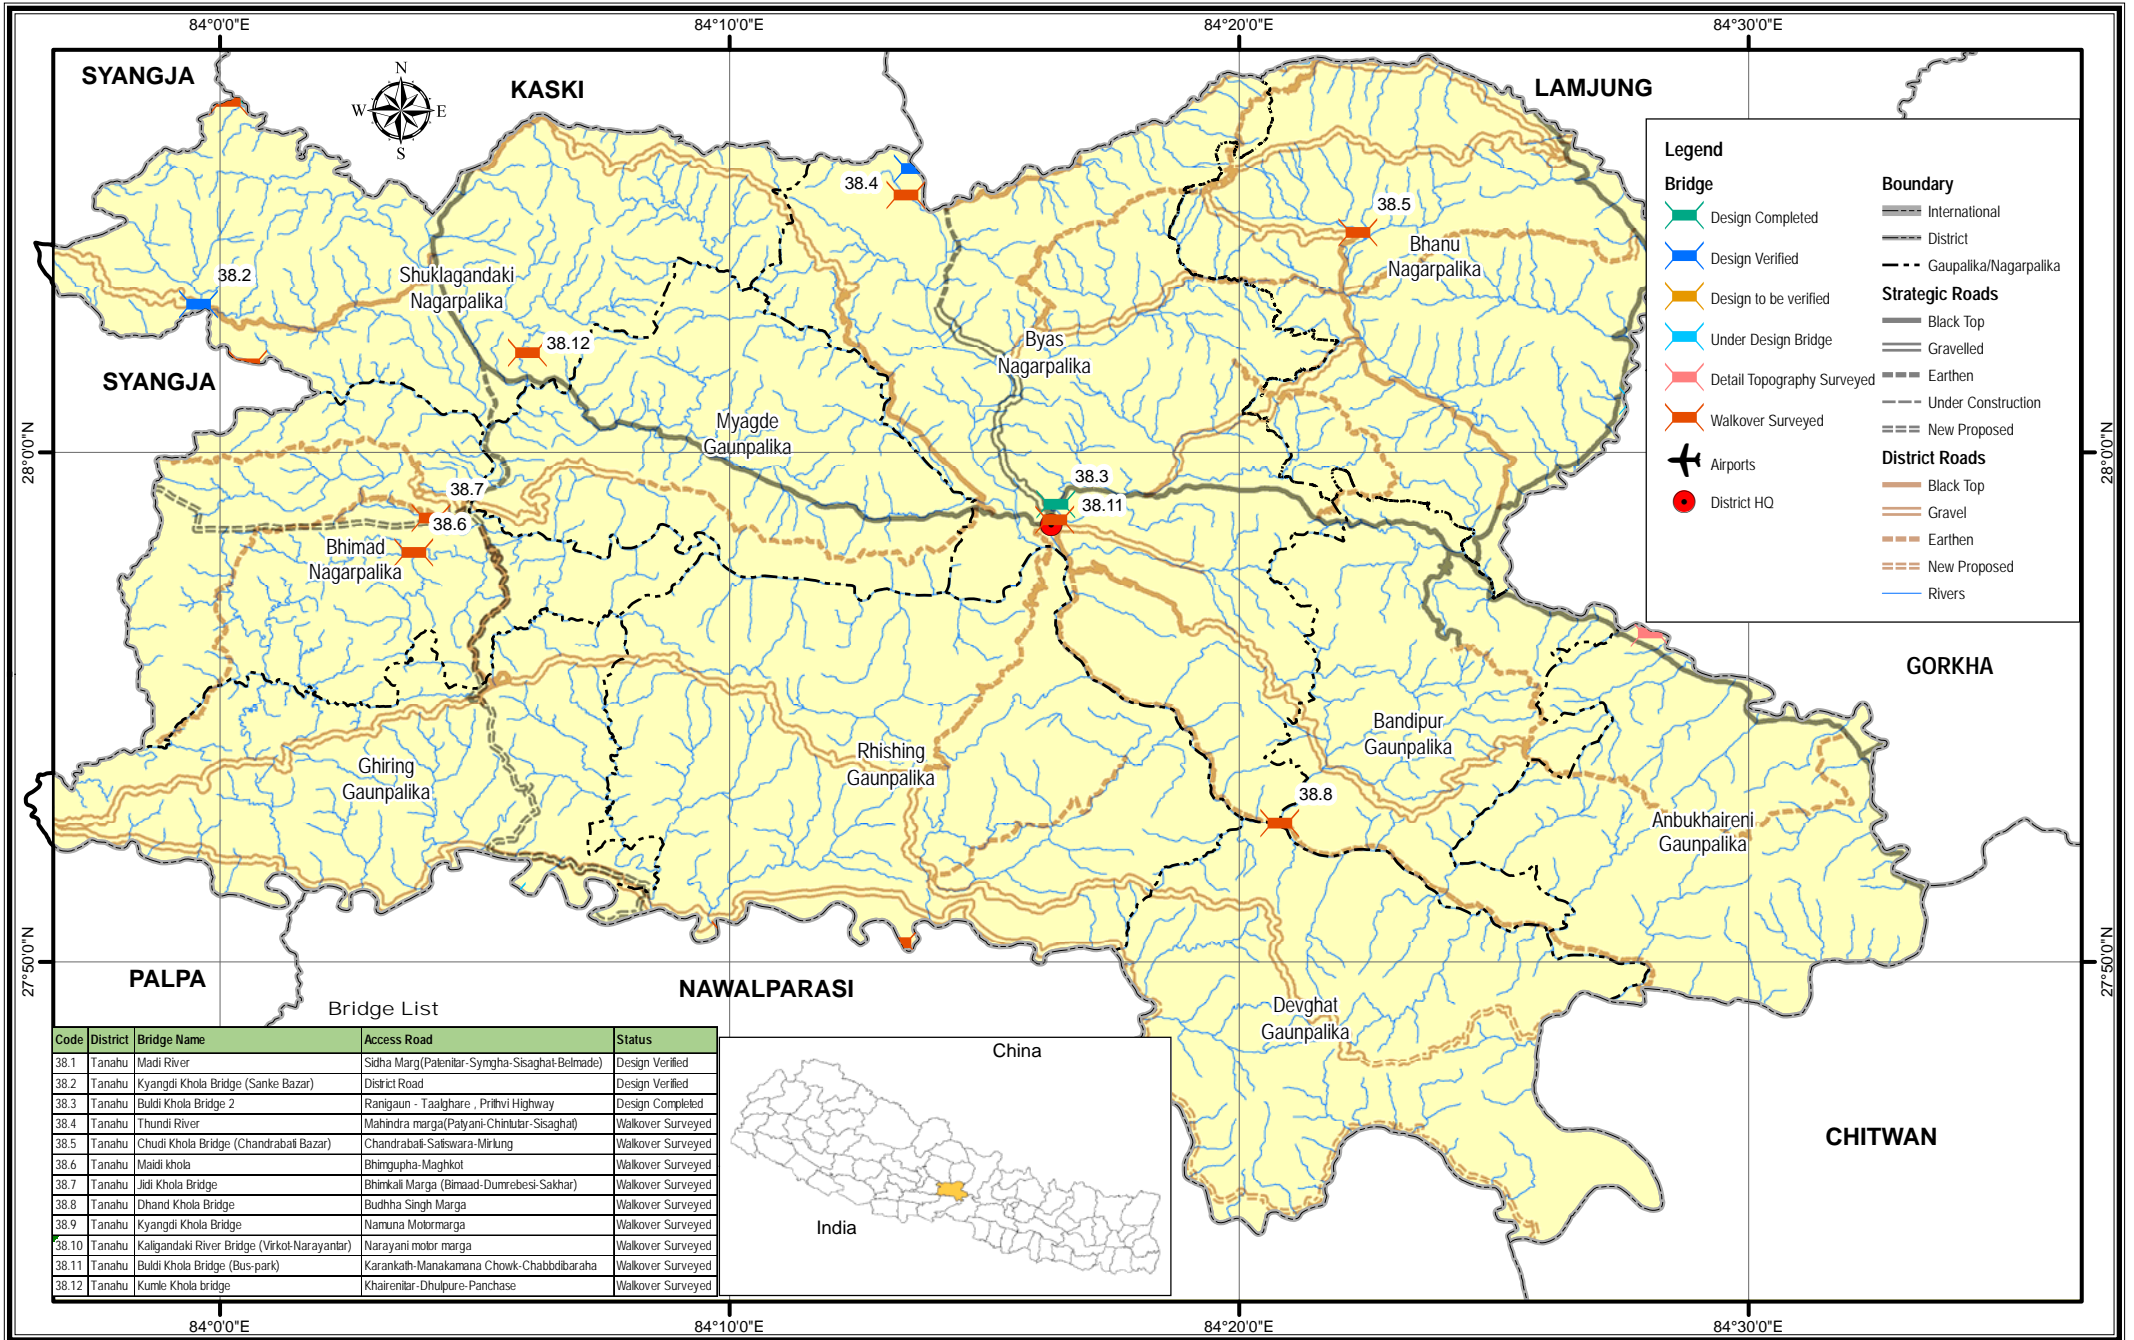 84°0'0"E
84°10'0"E
84°20'0"E
84°30'0"E
SYANGJA
KASKI
LAMJUNG
N
W
E
S
Legend
Bridge
Design Completed
Design Verified
Design to be verified
Under Design Bridge
Detail Topography Surveyed
Walkover Surveyed
Airports
District HQ
Boundary
International
District
Gaupalika/Nagarpalika
Strategic Roads
Black Top
Gravelled
Earthen
Under Construction
New Proposed
District Roads
Black Top
Gravel
Earthen
New Proposed
Rivers
38.4
38.5
Bhanu
Nagarpalika
38.2
Shuklagandaki
Nagarpalika
38.12
Byas
Nagarpalika
SYANGJA
Myagde
Gaunpalika
28°0'0"N
28°0'0"N
38.7
38.3
38.11
38.6
Bhimad
Nagarpalika
GORKHA
Bandipur
Gaunpalika
Rhishing
Gaunpalika
Ghiring
Gaunpalika
38.8
Anbukhaireni
Gaunpalika
27°50'0"N
27°50'0"N
PALPA
NAWALPARASI
Devghat
Gaunpalika
CHITWAN
Bridge List
Code District Bridge Name Access Road Status
38.1 Tanahu Madi River Sidha Marg(Patenitar-Symgha-Sisaghat-Belmade) Design Verified
38.2 Tanahu Kyangdi Khola Bridge (Sanke Bazar) District Road Design Verified
38.3 Tanahu Buldi Khola Bridge 2 Ranigaun - Taalghare , Prithvi Highway Design Completed
38.4 Tanahu Thundi River Mahindra marga(Patyani-Chintutar-Sisaghat) Walkover Surveyed
38.5 Tanahu Chudi Khola Bridge (Chandrabati Bazar) Chandrabati-Satiswara-Mirlung Walkover Surveyed
38.6 Tanahu Maidi khola Bhimgupha-Maghkot Walkover Surveyed
38.7 Tanahu Jidi Khola Bridge Bhimkali Marga (Bimaad-Dumrebesi-Sakhar) Walkover Surveyed
38.8 Tanahu Dhand Khola Bridge Budhha Singh Marga Walkover Surveyed
38.9 Tanahu Kyangdi Khola Bridge Namuna Motormarga Walkover Surveyed
38.10 Tanahu Kaligandaki River Bridge (Virkot-Narayantar) Narayani motor marga Walkover Surveyed
38.11 Tanahu Buldi Khola Bridge (Bus-park) Karankath-Manakamana Chowk-Chabbdibaraha Walkover Surveyed
38.12 Tanahu Kumle Khola bridge Khairenitar-Dhulpure-Panchase Walkover Surveyed
China
India
84°0'0"E
84°10'0"E
84°20'0"E
84°30'0"E